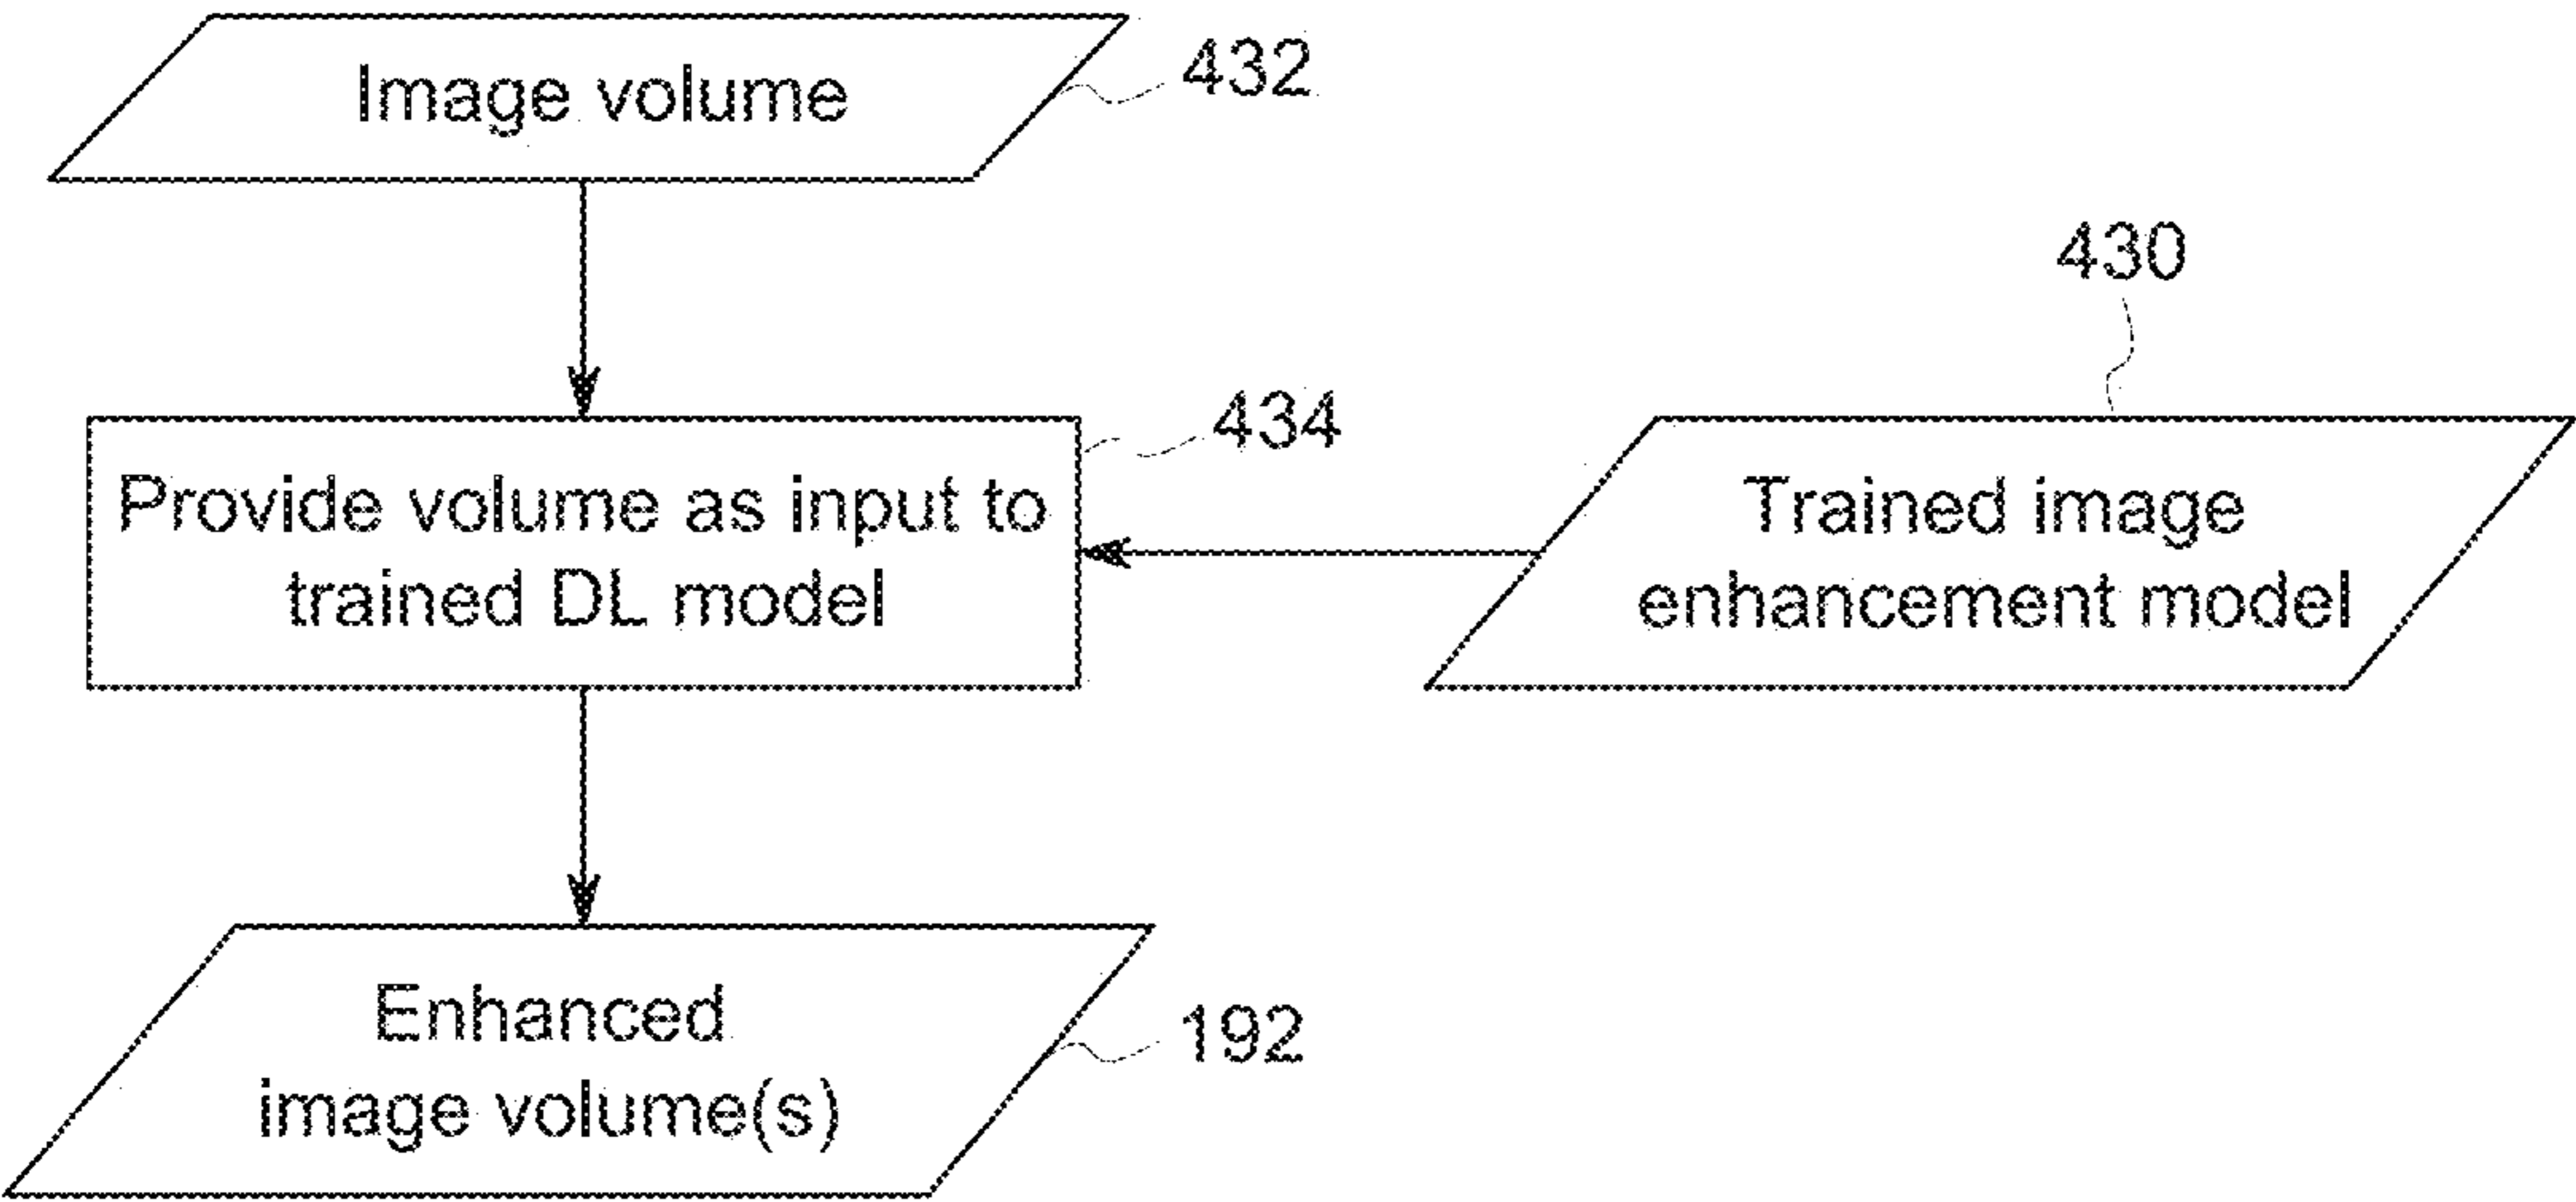 Image volume
432
430
434
Provide volume as input to
trained DL model
Trained image
enhancement model
Enhanced
image volume(s)
192